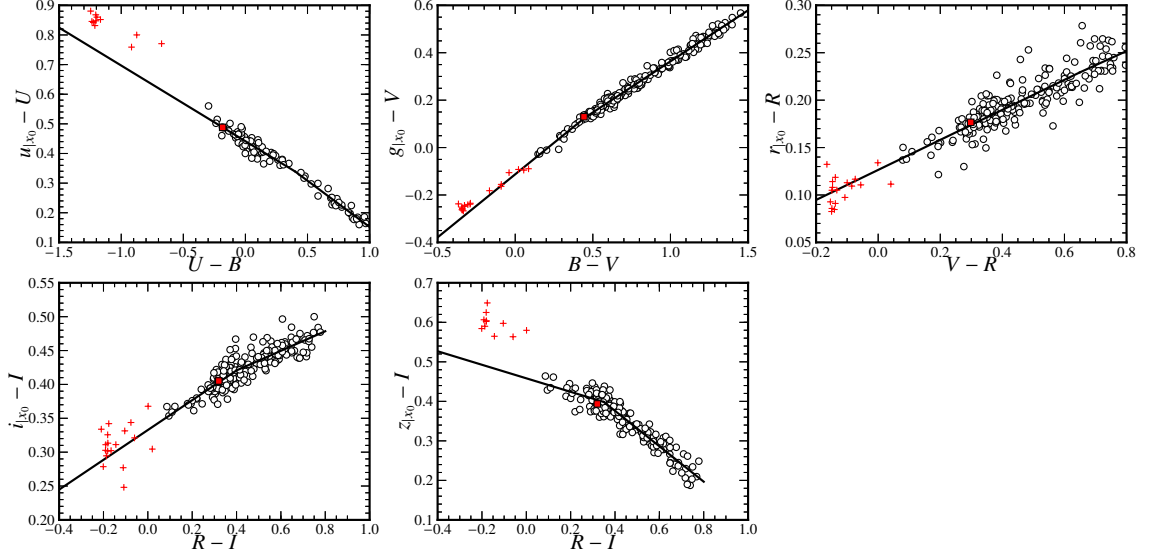 0.9
0.8
0.7
0.6
0.5
0.4
0.3
0.2
0.1
−1.5 −1.0 −0.5 0.0 0.5 1.0
u|x₀ − U
U − B
0.6
0.4
0.2
0.0
−0.2
−0.4
−0.5 0.0 0.5 1.0 1.5
g|x₀ − V
B − V
0.30
0.25
0.20
0.15
0.10
0.05
−0.2 0.0 0.2 0.4 0.6 0.8
r|x₀ − R
V − R
0.55
0.50
0.45
0.40
0.35
0.30
0.25
0.20
−0.4 −0.2 0.0 0.2 0.4 0.6 0.8 1.0
i|x₀ − I
R − I
0.7
0.6
0.5
0.4
0.3
0.2
0.1
−0.4 −0.2 0.0 0.2 0.4 0.6 0.8 1.0
z|x₀ − I
R − I